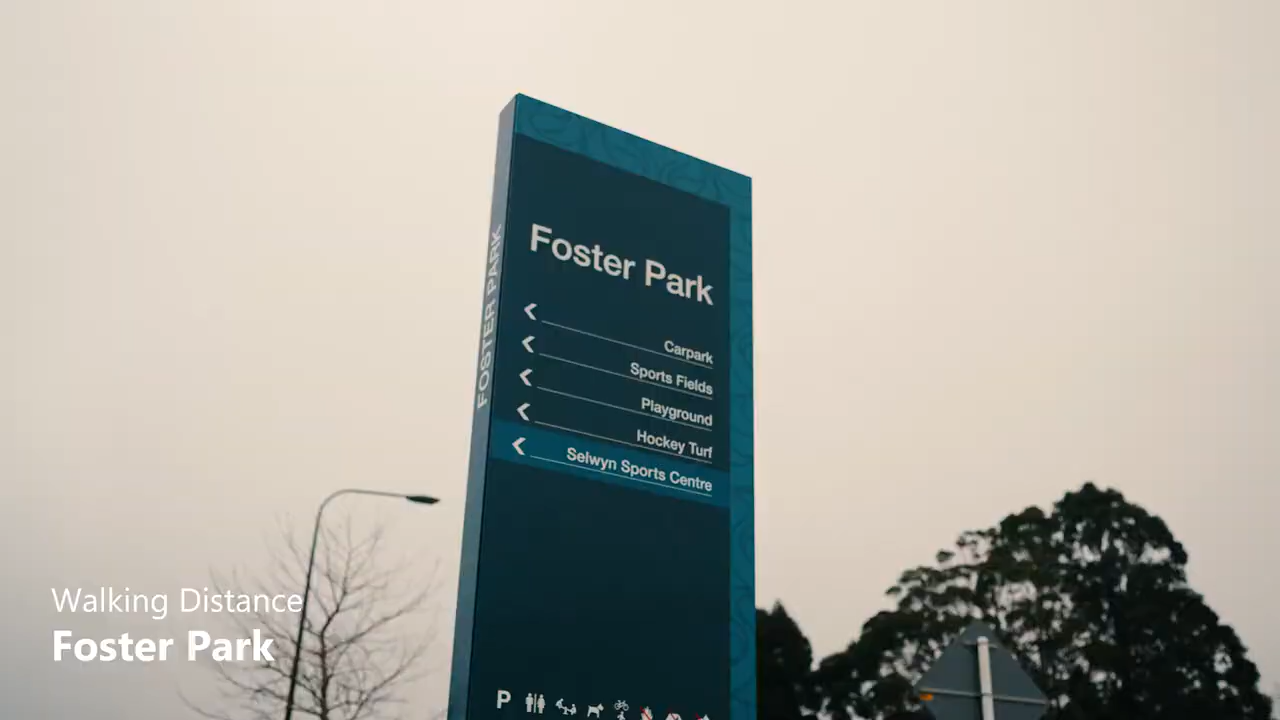 Foster Park
FOSTER PARK
Carpark
Sports Fields
Playground
Hockey Turf
Selwyn Sports Centre
P
Walking Distance
Foster Park